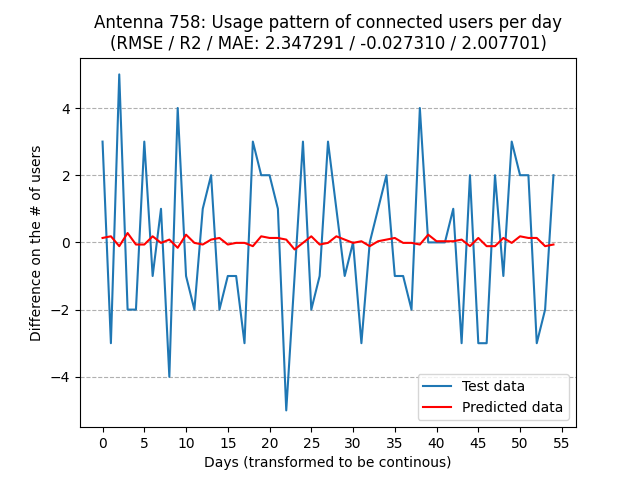 Antenna 758: Usage pattern of connected users per day
(RMSE / R2 / MAE: 2.347291 / -0.027310 / 2.007701)
Difference on the # of users
4
2
0
−2
−4
Test data
Predicted data
0 5 10 15 20 25 30 35 40 45 50 55
Days (transformed to be continous)